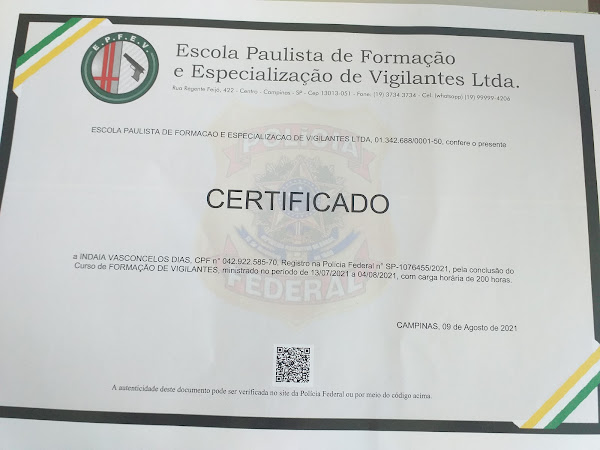 E.P.F.E.V.
Escola Paulista de Formação
e Especialização de Vigilantes Ltda.
Rua Regente Feijó, 422 - Centro - Campinas - SP - Cep 13013-051 - Fone: (19) 3734.3734 - Cel: (whatsapp) (19) 99999-4206
ESCOLA PAULISTA DE FORMACAO E ESPECIALIZACAO DE VIGILANTES LTDA, 01.342.688/0001-50, confere o presente
POLÍCIA
CERTIFICADO
a INDAIA VASCONCELOS DIAS, CPF n° 042.922.585-70, Registro na Polícia Federal n° SP-1076455/2021, pela conclusão do
Curso de FORMAÇÃO DE VIGILANTES, ministrado no período de 13/07/2021 a 04/08/2021, com carga horária de 200 horas.
FEDERAL
CAMPINAS, 09 de Agosto de 2021
A autenticidade deste documento pode ser verificada no site da Polícia Federal ou por meio do código acima.